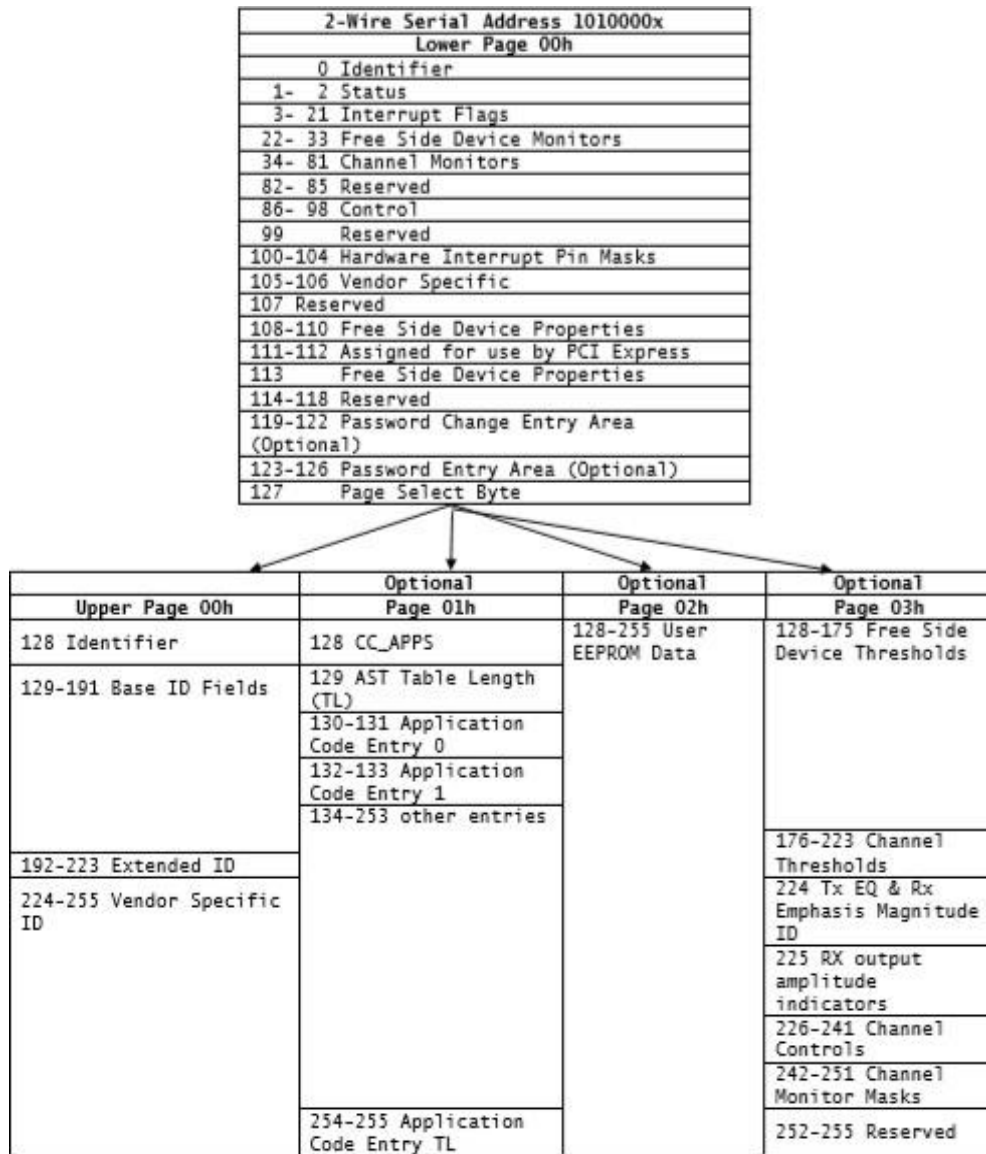 2-Wire Serial Address 1010000x
Lower Page 00h
0 Identifier
1- 2 Status
3- 21 Interrupt Flags
22- 33 Free Side Device Monitors
34- 81 Channel Monitors
82- 85 Reserved
86- 98 Control
99 Reserved
100-104 Hardware Interrupt Pin Masks
105-106 Vendor Specific
107 Reserved
108-110 Free Side Device Properties
111-112 Assigned for use by PCI Express
113 Free Side Device Properties
114-118 Reserved
119-122 Password Change Entry Area
(Optional)
123-126 Password Entry Area (Optional)
127 Page Select Byte
Upper Page 00h
128 Identifier
129-191 Base ID Fields
192-223 Extended ID
224-255 Vendor Specific
ID
Optional
Page 01h
128 CC_APPS
129 AST Table Length
(TL)
130-131 Application
Code Entry 0
132-133 Application
Code Entry 1
134-253 other entries
254-255 Application
Code Entry TL
Optional
Page 02h
128-255 User
EEPROM Data
Optional
Page 03h
128-175 Free Side
Device Thresholds
176-223 Channel
Thresholds
224 Tx EQ & Rx
Emphasis Magnitude
ID
225 RX output
amplitude
indicators
226-241 Channel
Controls
242-251 Channel
Monitor Masks
252-255 Reserved